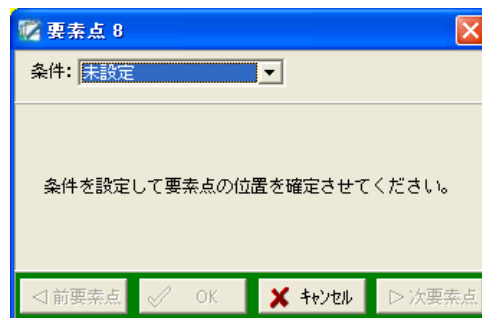 要素点 8
条件: 未設定
条件を設定して要素点の位置を確定させてください。
◁前要素点 OK ｷｬﾝｾﾙ ▷次要素点